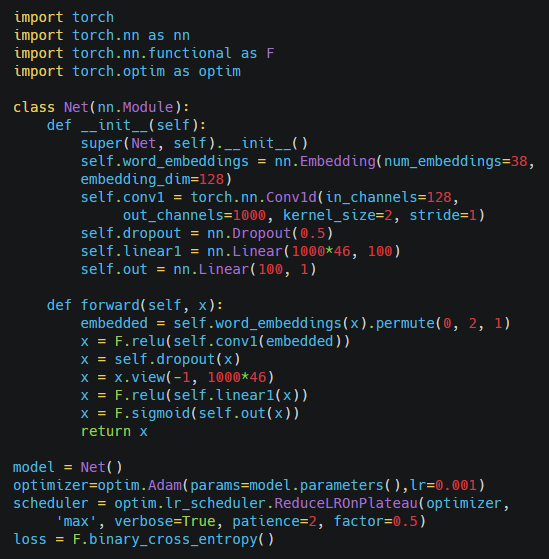 import torch
import torch.nn as nn
import torch.nn.functional as F
import torch.optim as optim

class Net(nn.Module):
    def __init__(self):
        super(Net, self).__init__()
        self.word_embeddings = nn.Embedding(num_embeddings=38,
        embedding_dim=128)
        self.conv1 = torch.nn.Conv1d(in_channels=128,
             out_channels=1000, kernel_size=2, stride=1)
        self.dropout = nn.Dropout(0.5)
        self.linear1 = nn.Linear(1000*46, 100)
        self.out = nn.Linear(100, 1)

    def forward(self, x):
        embedded = self.word_embeddings(x).permute(0, 2, 1)
        x = F.relu(self.conv1(embedded))
        x = self.dropout(x)
        x = x.view(-1, 1000*46)
        x = F.relu(self.linear1(x))
        x = F.sigmoid(self.out(x))
        return x

model = Net()
optimizer=optim.Adam(params=model.parameters(),lr=0.001)
scheduler = optim.lr_scheduler.ReduceLROnPlateau(optimizer,
     'max', verbose=True, patience=2, factor=0.5)
loss = F.binary_cross_entropy()